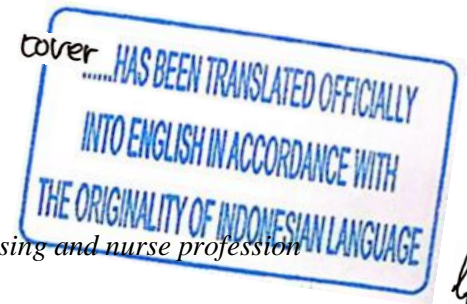 cover ......HAS BEEN TRANSLATED OFFICIALLY
INTO ENGLISH IN ACCORDANCE WITH
THE ORIGINALITY OF INDONESIAN LANGUAGE
sing and nurse profession